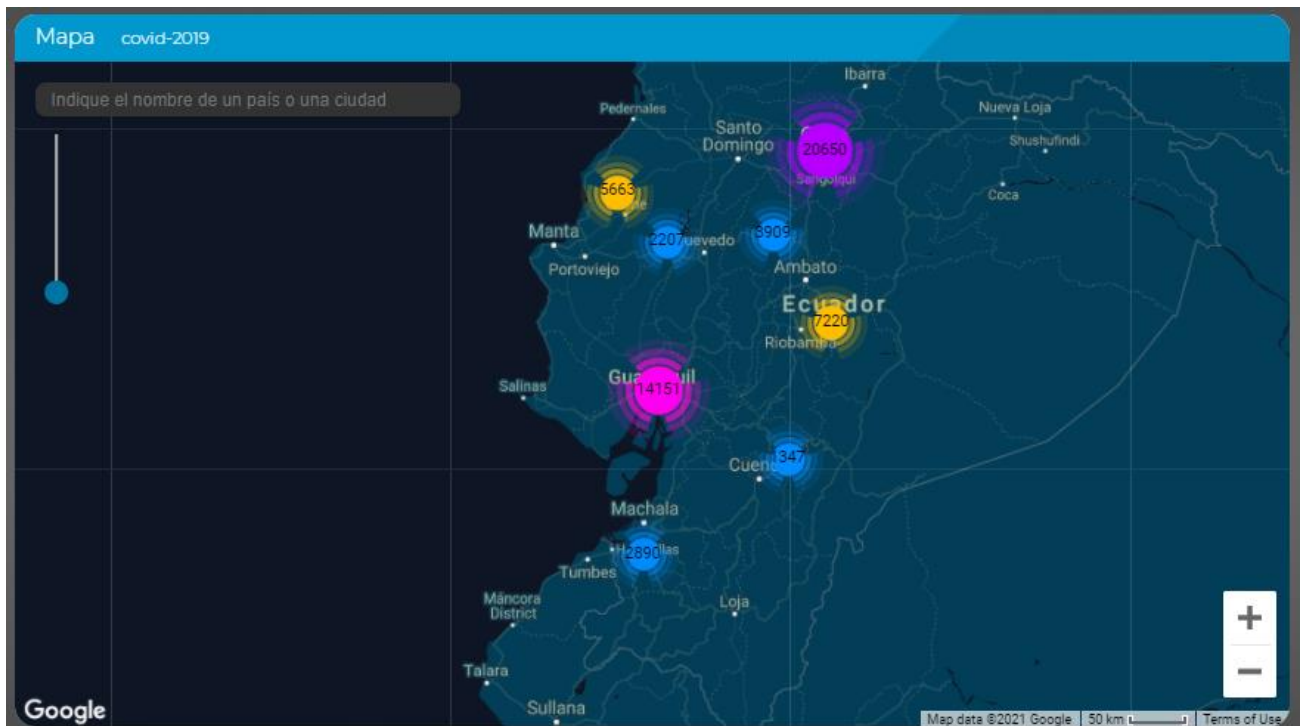 Mapa covid-2019
Indique el nombre de un país o una ciudad
Ibarra
Pedernales
Nueva Loja
Santo
Domingo
Shushufindi
20650
Sangolquí
5663
Coca
Manta
2207
3909
Portoviejo
Ambato
Ecuador
7220
Riobamba
Salinas
14151
1347
Machala
2890
Tumbes
Máncora
District
Loja
Talara
Sullana
+
−
Google
Map data ©2021 Google 50 km Terms of Use